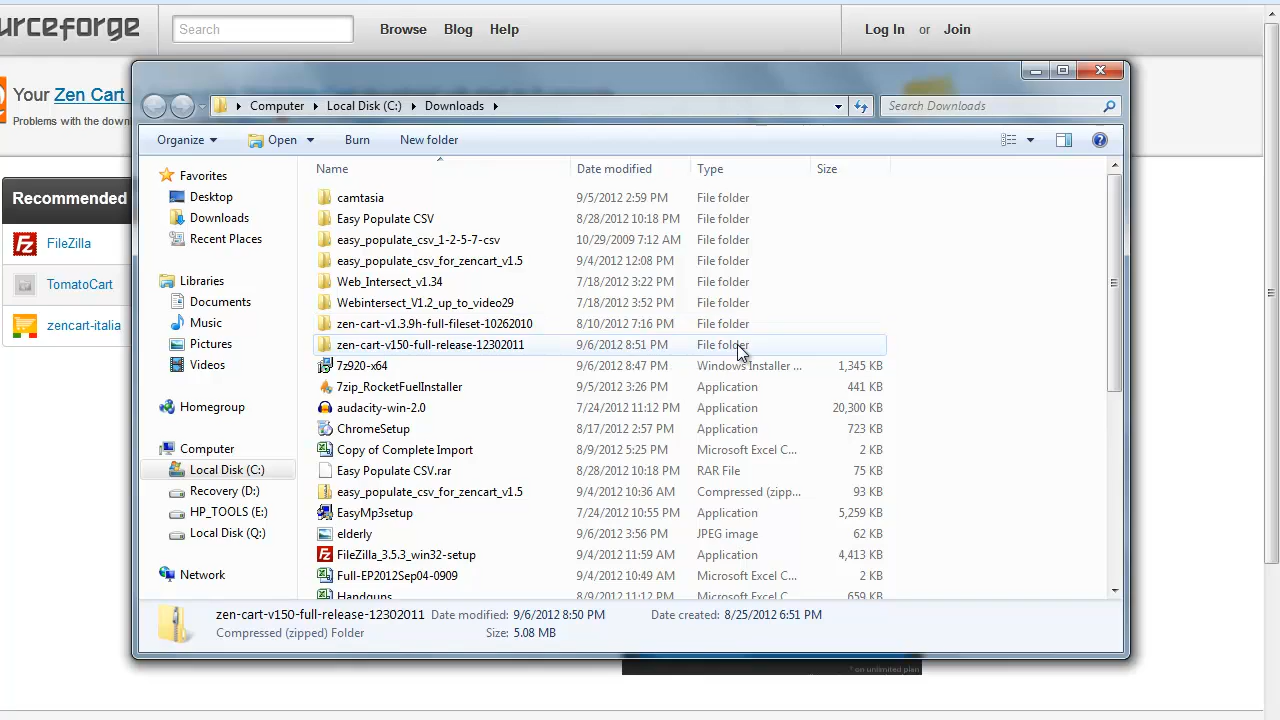 urceforge
Search
Browse Blog Help
Log In or Join
Your Zen Cart
Problems with the down
Recommended
FileZilla
TomatoCart
zencart-italia
Computer Local Disk (C:) Downloads
Search Downloads
Organize Open Burn New folder
Favorites
Desktop
Downloads
Recent Places
Libraries
Documents
Music
Pictures
Videos
Homegroup
Computer
Local Disk (C:)
Recovery (D:)
HP_TOOLS (E:)
Local Disk (Q:)
Network
Name Date modified Type Size
camtasia 9/5/2012 2:59 PM File folder
Easy Populate CSV 8/28/2012 10:18 PM File folder
easy_populate_csv_1-2-5-7-csv 10/29/2009 7:12 AM File folder
easy_populate_csv_for_zencart_v1.5 9/4/2012 12:08 PM File folder
Web_Intersect_v1.34 7/18/2012 3:22 PM File folder
Webintersect_V1.2_up_to_video29 7/18/2012 3:52 PM File folder
zen-cart-v1.3.9h-full-fileset-10262010 8/10/2012 7:16 PM File folder
zen-cart-v150-full-release-12302011 9/6/2012 8:51 PM File folder
7z920-x64 9/6/2012 8:47 PM Windows Installer ... 1,345 KB
7zip_RocketFuelInstaller 9/5/2012 3:26 PM Application 441 KB
audacity-win-2.0 7/24/2012 11:12 PM Application 20,300 KB
ChromeSetup 8/17/2012 2:57 PM Application 723 KB
Copy of Complete Import 8/9/2012 5:25 PM Microsoft Excel C... 2 KB
Easy Populate CSV.rar 8/28/2012 10:18 PM RAR File 75 KB
easy_populate_csv_for_zencart_v1.5 9/4/2012 10:36 AM Compressed (zipp... 93 KB
EasyMp3setup 7/24/2012 10:55 PM Application 5,259 KB
elderly 9/6/2012 3:56 PM JPEG image 62 KB
FileZilla_3.5.3_win32-setup 9/4/2012 11:59 AM Application 4,413 KB
Full-EP2012Sep04-0909 9/4/2012 10:49 AM Microsoft Excel C... 2 KB
Handguns 8/9/2012 11:12 PM Microsoft Excel C... 659 KB
zen-cart-v150-full-release-12302011 Date modified: 9/6/2012 8:50 PM Date created: 8/25/2012 6:51 PM
Compressed (zipped) Folder Size: 5.08 MB
* on unlimited plan